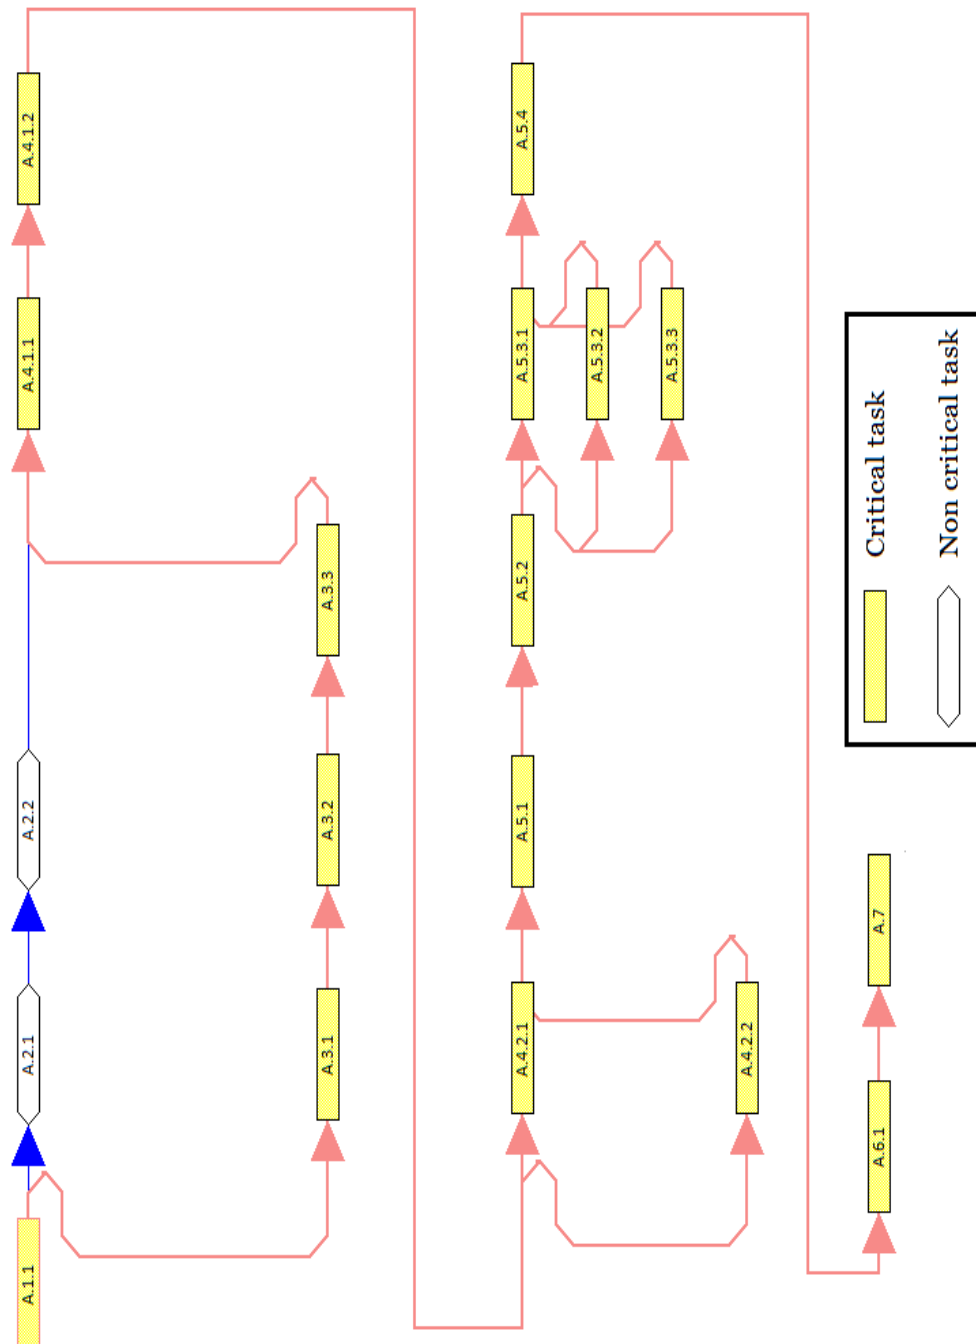 A.1.1
A.2.1
A.2.2
A.4.1.1
A.4.1.2
A.3.1
A.3.2
A.3.3
A.4.2.1
A.5.1
A.5.2
A.5.3.1
A.5.4
A.5.3.2
A.5.3.3
A.4.2.2
A.6.1
A.7
Critical task
Non critical task